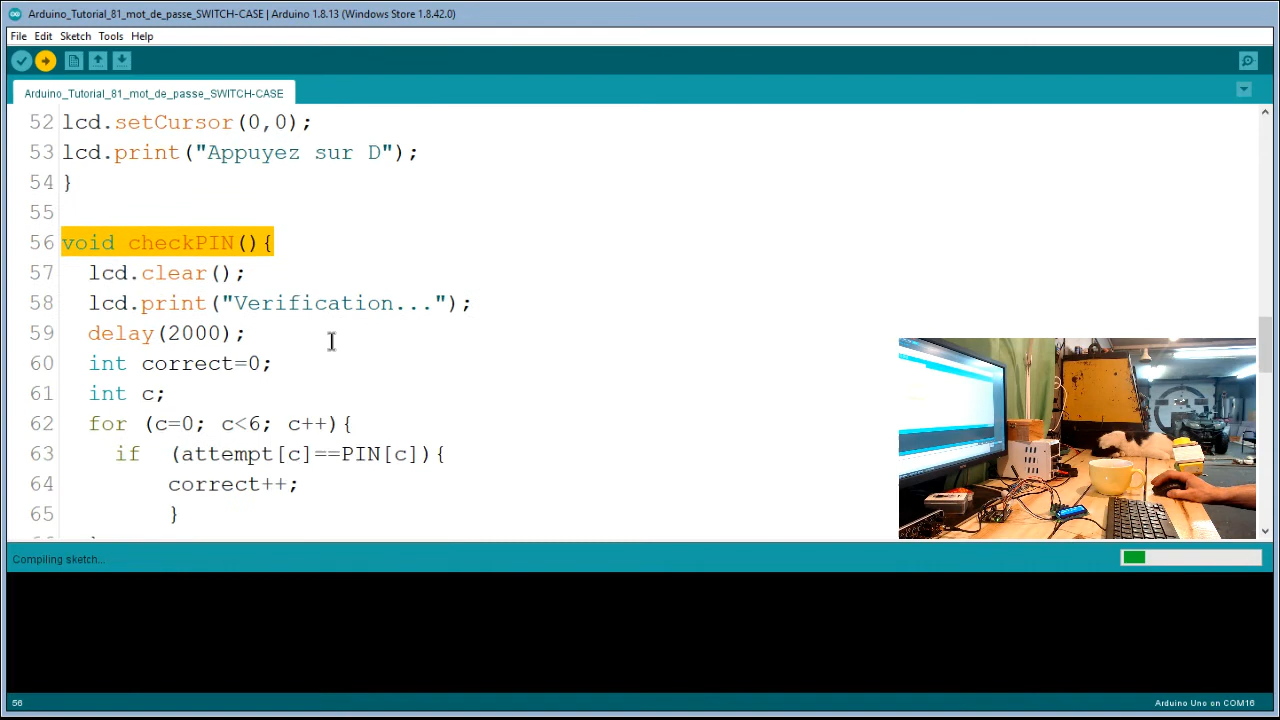 Arduino_Tutorial_81_mot_de_passe_SWITCH-CASE | Arduino 1.8.13 (Windows Store 1.8.42.0)
File Edit Sketch Tools Help
Arduino_Tutorial_81_mot_de_passe_SWITCH-CASE
52 lcd.setCursor(0,0);
53 lcd.print("Appuyez sur D");
54 }
55
56 void checkPIN(){
57 lcd.clear();
58 lcd.print("Verification...");
59 delay(2000);
60 int correct=0;
61 int c;
62 for (c=0; c<6; c++){
63 if (attempt[c]==PIN[c]){
64 correct++;
65 }
Compiling sketch...
56 Arduino Uno on COM16